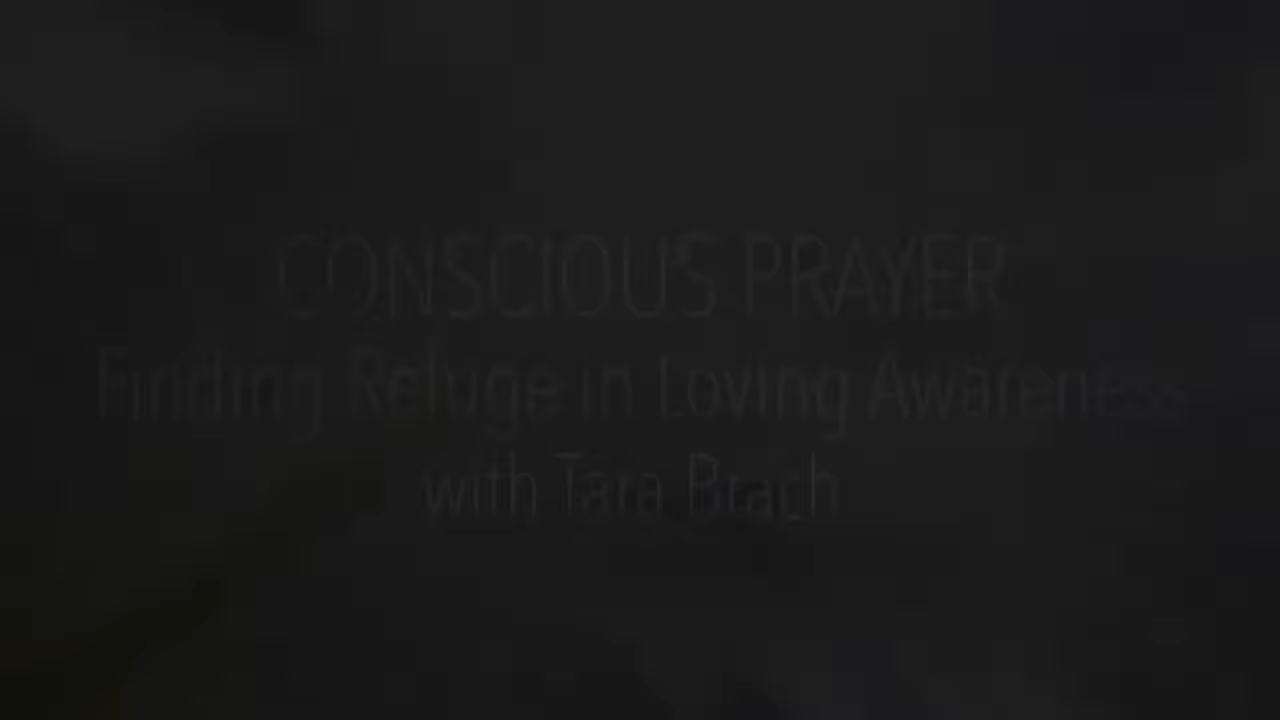 CONSCIOUS PRAYER
Finding Refuge in Loving Awareness
with Tara Brach